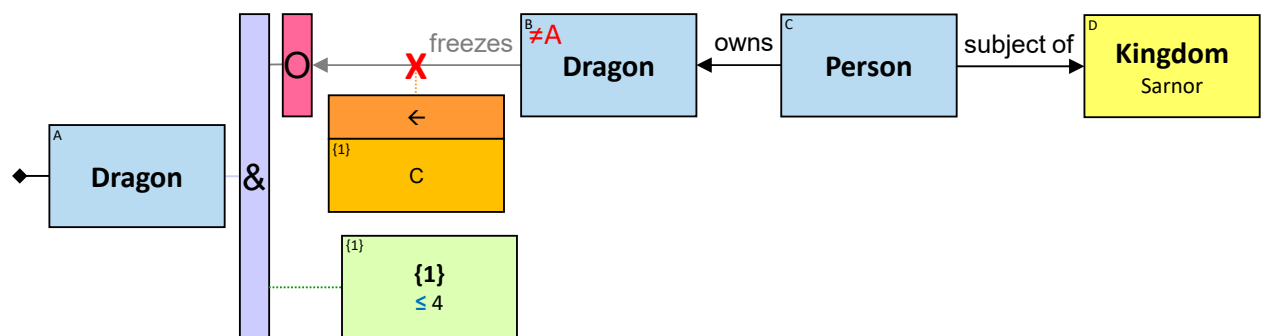 A
Dragon
&
O
freezes
X
←
{1}
C
B
≠A
Dragon
owns
C
Person
subject of
D
Kingdom
Sarnor
{1}
{1}
≤ 4